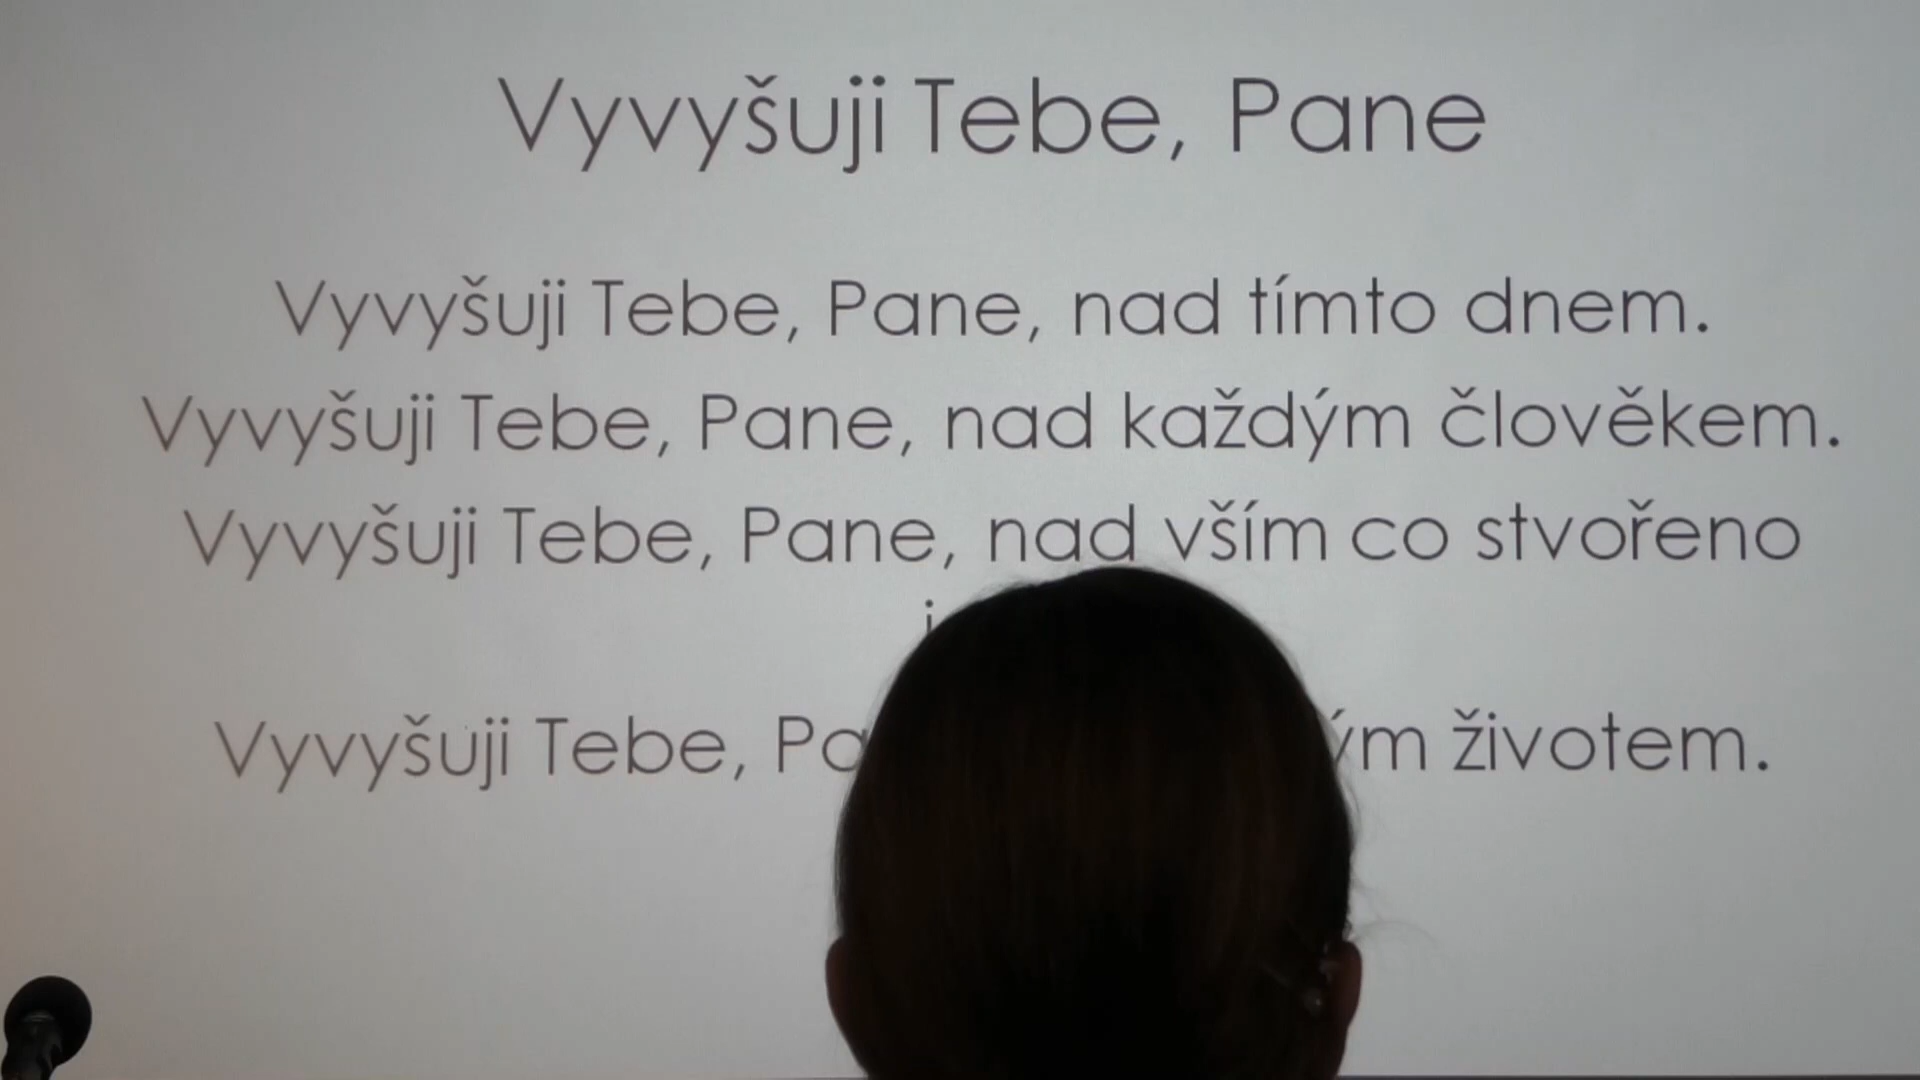 Vyvyšuji Tebe, Pane
Vyvyšuji Tebe, Pane, nad tímto dnem.
Vyvyšuji Tebe, Pane, nad každým člověkem.
Vyvyšuji Tebe, Pane, nad vším co stvořeno
Vyvyšuji Tebe, životem.